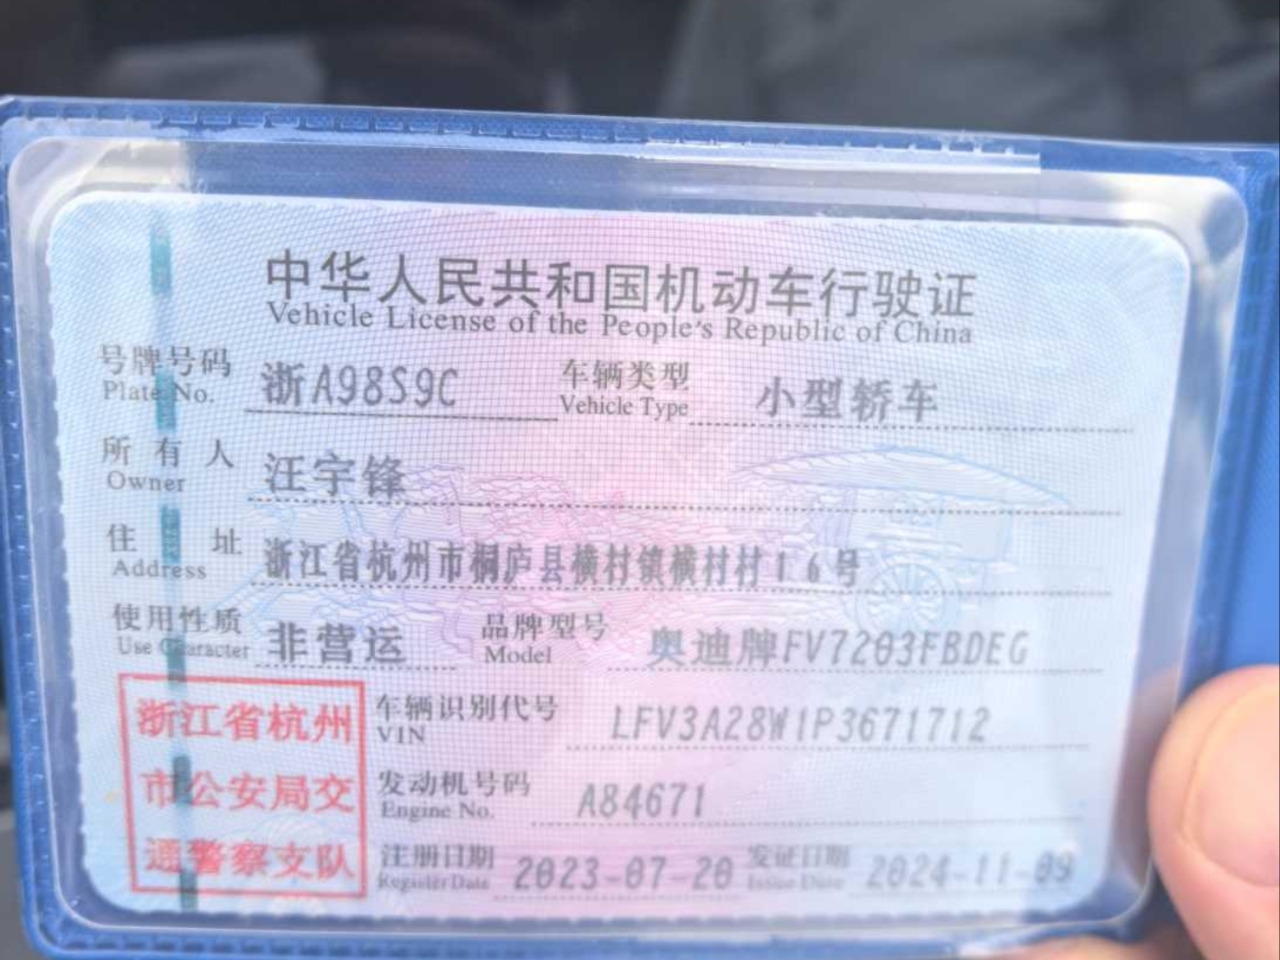 中华人民共和国机动车行驶证
Vehicle License of the People's Republic of China
号牌号码 浙A98S9C 车辆类型 小型轿车
Plate No. Vehicle Type
所有人 汪宇锋
Owner
住址 浙江省杭州市桐庐县横村镇横村村16号
Address
使用性质 非营运 品牌型号 奥迪牌FV7203FBDEG
Use Character Model
浙江省杭州 车辆识别代号 LFV3A28W1P3671712
VIN
市公安局交 发动机号码 A84671
Engine No.
通警察支队 注册日期 2023-07-20 发证日期 2024-11-09
Register Date Issue Date